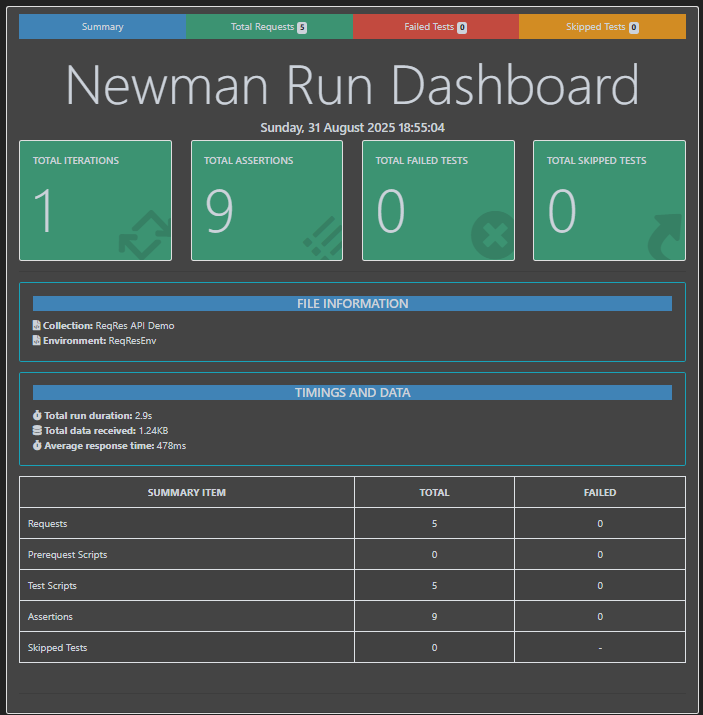 Summary Total Requests 5 Failed Tests 0 Skipped Tests 0
Newman Run Dashboard
Sunday, 31 August 2025 18:55:04
TOTAL ITERATIONS TOTAL ASSERTIONS TOTAL FAILED TESTS TOTAL SKIPPED TESTS
1 9 0 0
FILE INFORMATION
Collection: ReqRes API Demo
Environment: ReqResEnv
TIMINGS AND DATA
Total run duration: 2.9s
Total data received: 1.24KB
Average response time: 478ms
SUMMARY ITEM TOTAL FAILED
Requests 5 0
Prerequest Scripts 0 0
Test Scripts 5 0
Assertions 9 0
Skipped Tests 0 -